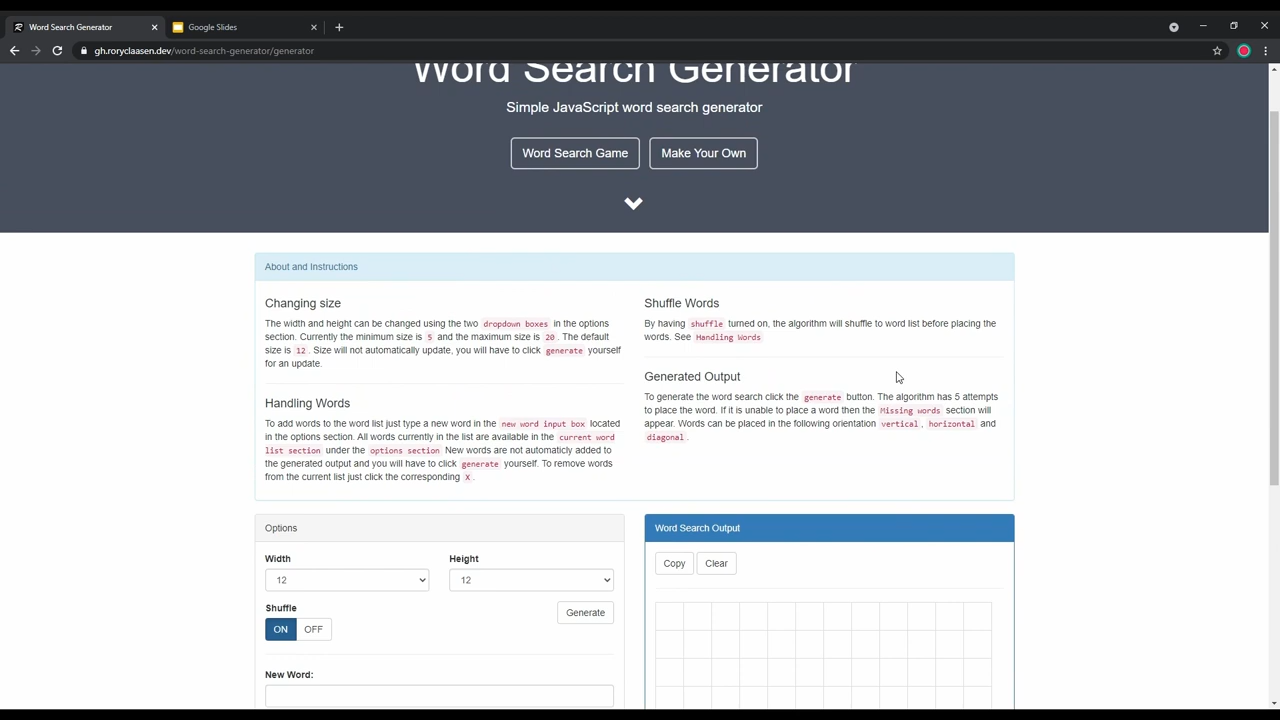 Word Search Generator
Google Slides
gh.roryclaasen.dev/word-search-generator/generator
Word Search Generator
Simple JavaScript word search generator
Word Search Game
Make Your Own
About and Instructions
Changing size
The width and height can be changed using the two dropdown boxes in the options
section. Currently the minimum size is 5 and the maximum size is 20. The default
size is 12. Size will not automatically update, you will have to click generate yourself
for an update.
Handling Words
To add words to the word list just type a new word in the new word input box located
in the options section. All words currently in the list are available in the current word
list section under the options section New words are not automaticly added to
the generated output and you will have to click generate yourself. To remove words
from the current list just click the corresponding X.
Shuffle Words
By having shuffle turned on, the algorithm will shuffle to word list before placing the
words. See Handling Words
Generated Output
To generate the word search click the generate button. The algorithm has 5 attempts
to place the word. If it is unable to place a word then the Missing words section will
appear. Words can be placed in the following orientation vertical, horizontal and
diagonal.
Options
Width
Height
12
12
Shuffle
Generate
ON
OFF
New Word:
Word Search Output
Copy
Clear